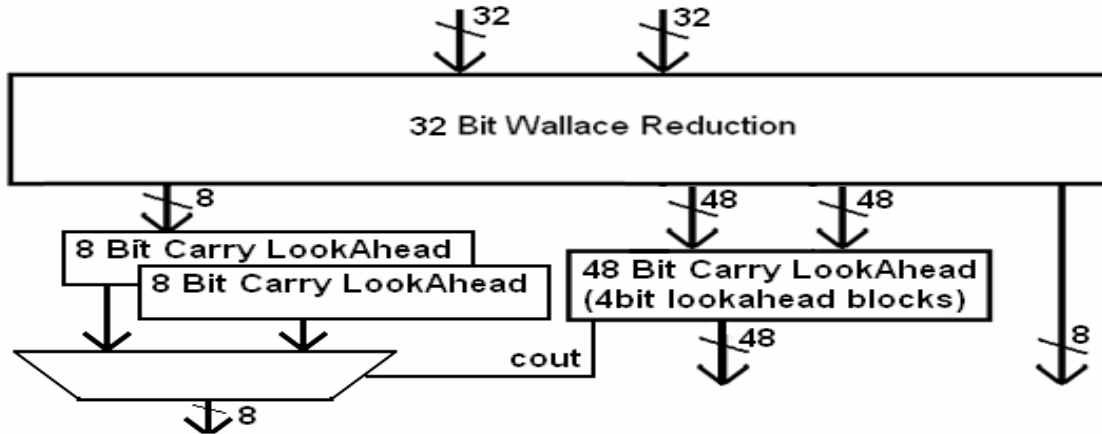 32 32
32 Bit Wallace Reduction
8 48 48
8 Bit Carry LookAhead
8 Bit Carry LookAhead
48 Bit Carry LookAhead
(4bit lookahead blocks)
cout 48 8
8